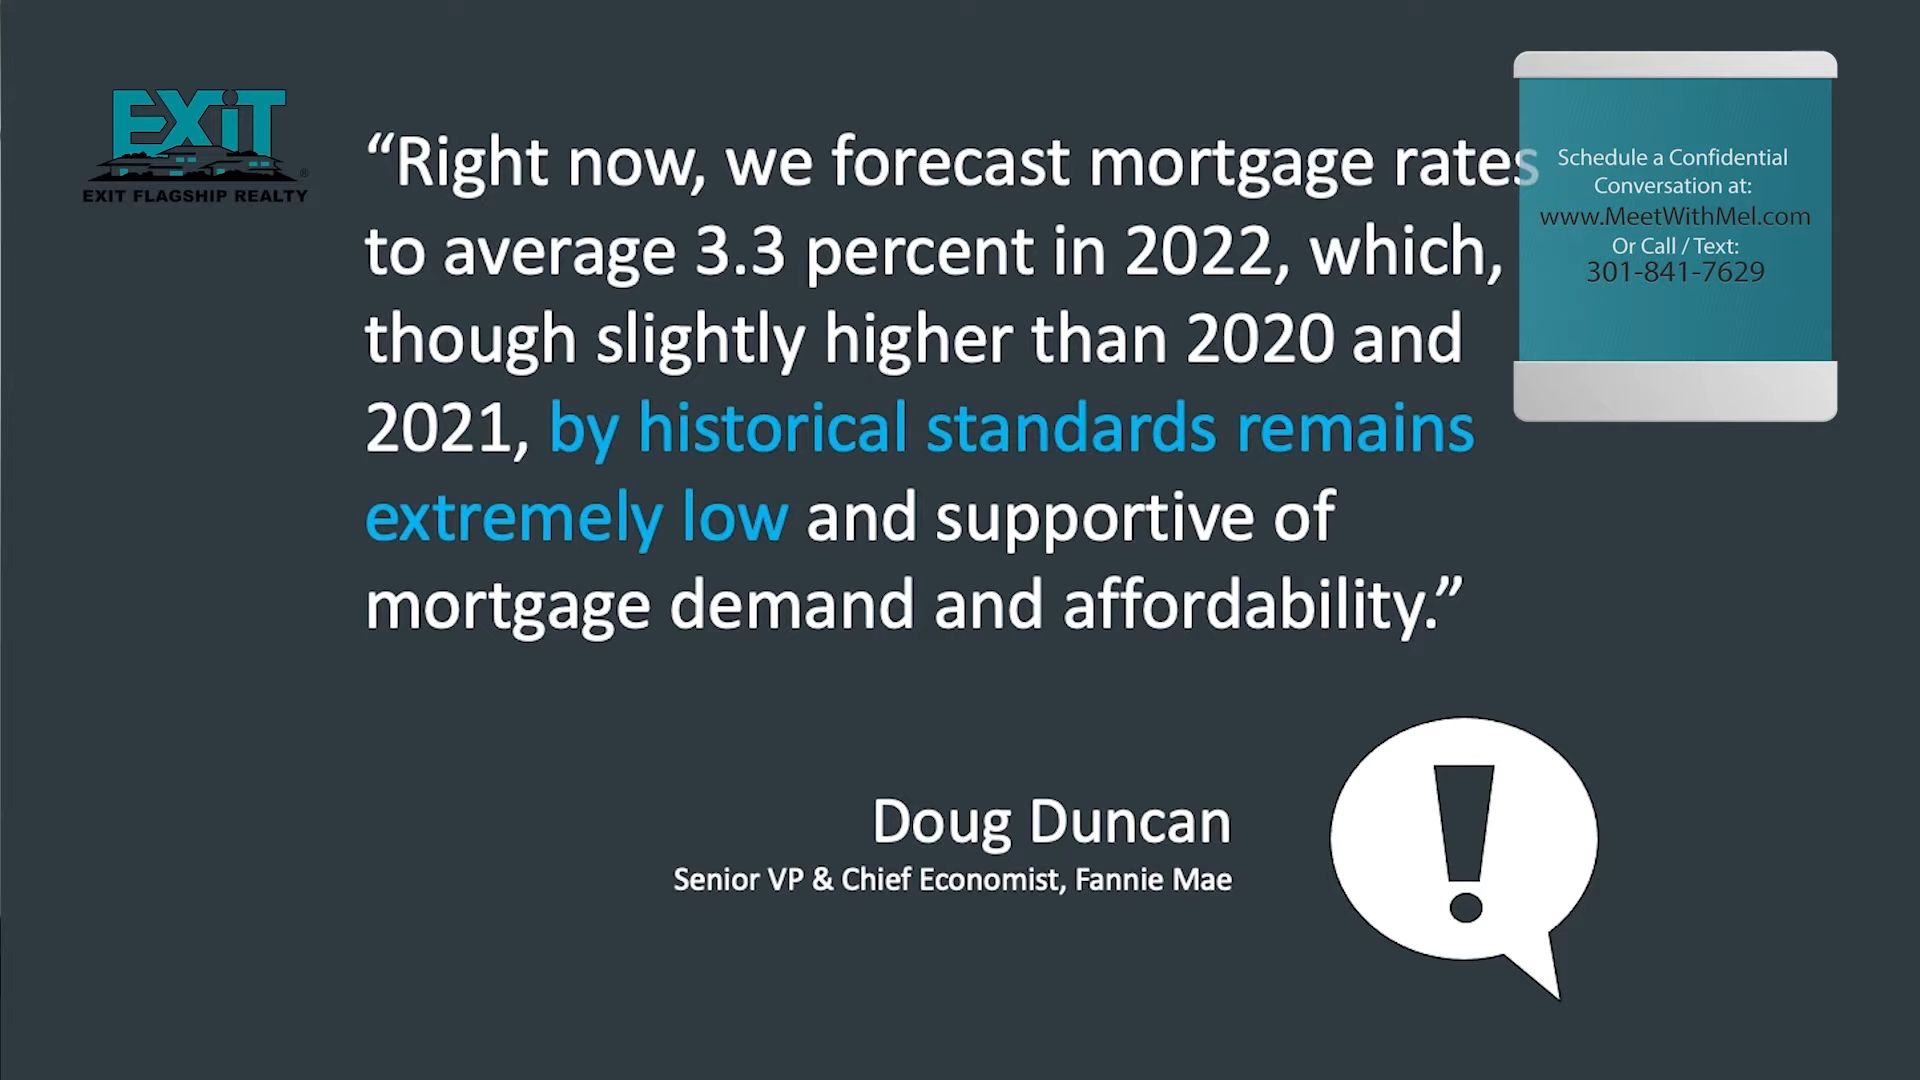 EXiT
®
EXIT FLAGSHIP REALTY
“Right now, we forecast mortgage rates
to average 3.3 percent in 2022, which,
though slightly higher than 2020 and
2021, by historical standards remains
extremely low and supportive of
mortgage demand and affordability.”
Schedule a Confidential
Conversation at:
www.MeetWithMel.com
Or Call / Text:
301-841-7629
Doug Duncan
Senior VP & Chief Economist, Fannie Mae
!